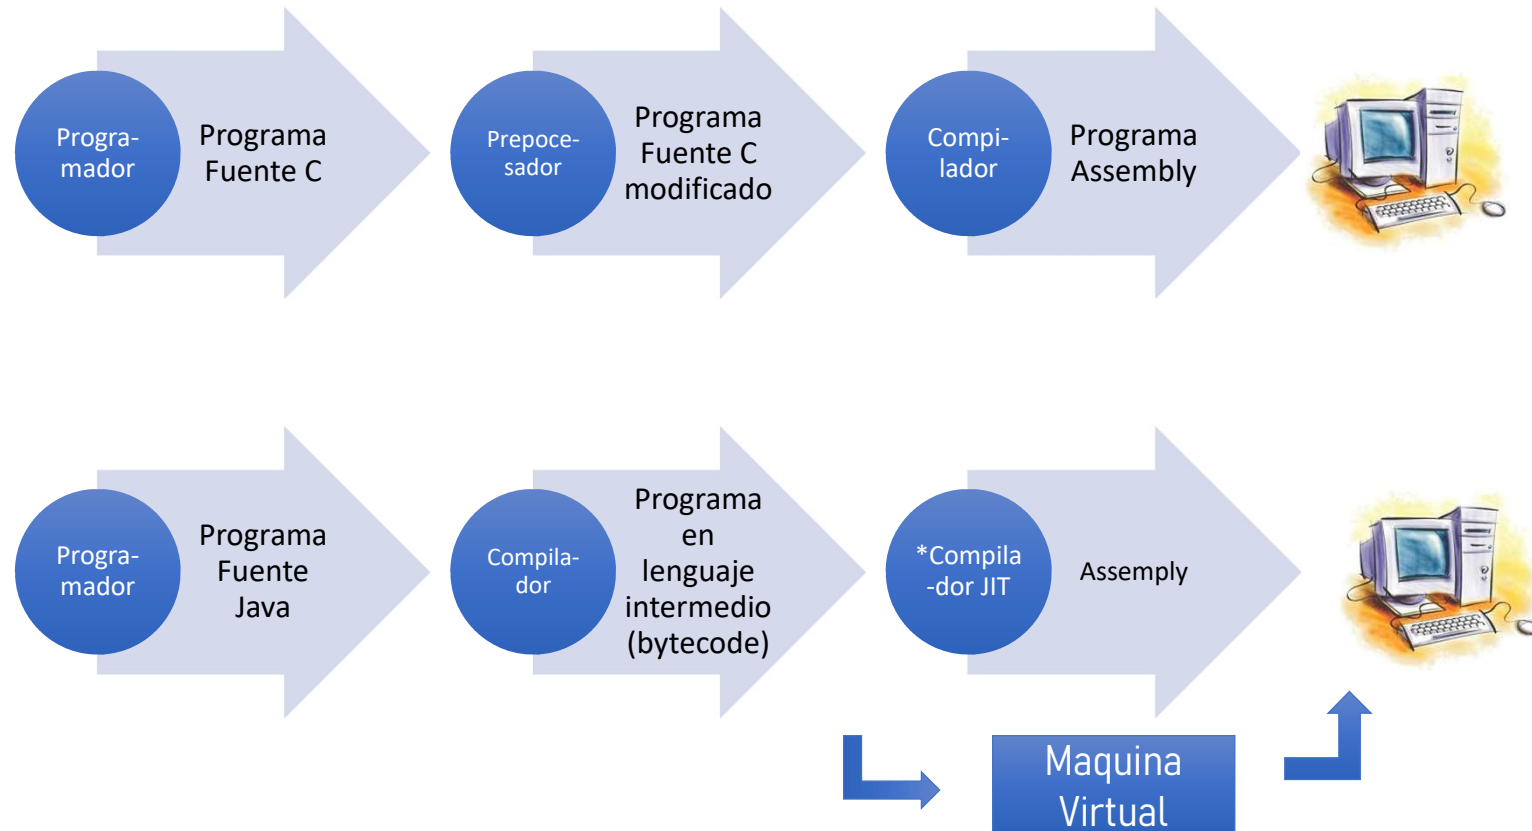 Progra-
mador
Programa
Fuente C
Prepoce-
sador
Programa
Fuente C
modificado
Compi-
lador
Programa
Assembly
Progra-
mador
Programa
Fuente
Java
Compila-
dor
Programa
en
lenguaje
intermedio
(bytecode)
*Compila
-dor JIT
Assemply
Maquina
Virtual